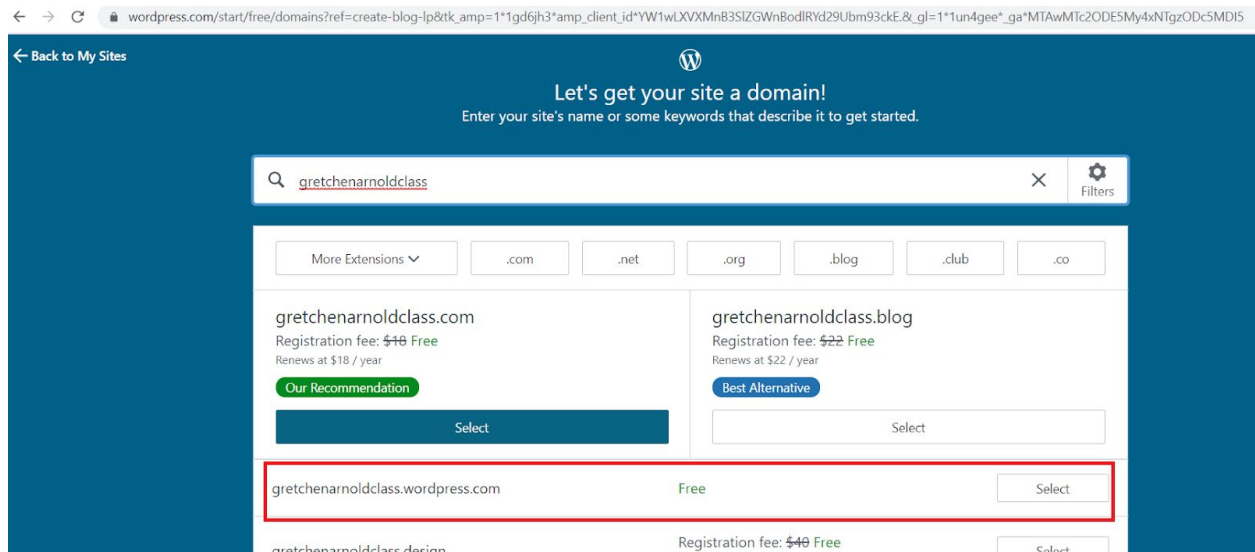 wordpress.com/start/free/domains?ref=create-blog-lp&tk_amp=1*1gd6jh3*amp_client_id*YW1wLXVXMnB3SlZGWnBodlRYd29Ubm93ckE.&_gl=1*1un4gee*_ga*MTAwMTc2ODE5My4xNTgzODc5MDI5
Back to My Sites
Let's get your site a domain!
Enter your site's name or some keywords that describe it to get started.
gretchenarnoldclass
Filters
More Extensions .com .net .org .blog .club .co
gretchenarnoldclass.com gretchenarnoldclass.blog
Registration fee: $18 Free Registration fee: $22 Free
Renews at $18 / year Renews at $22 / year
Our Recommendation Best Alternative
Select Select
gretchenarnoldclass.wordpress.com Free Select
Registration fee: $40 Free
gretchenarnoldclass.design Select